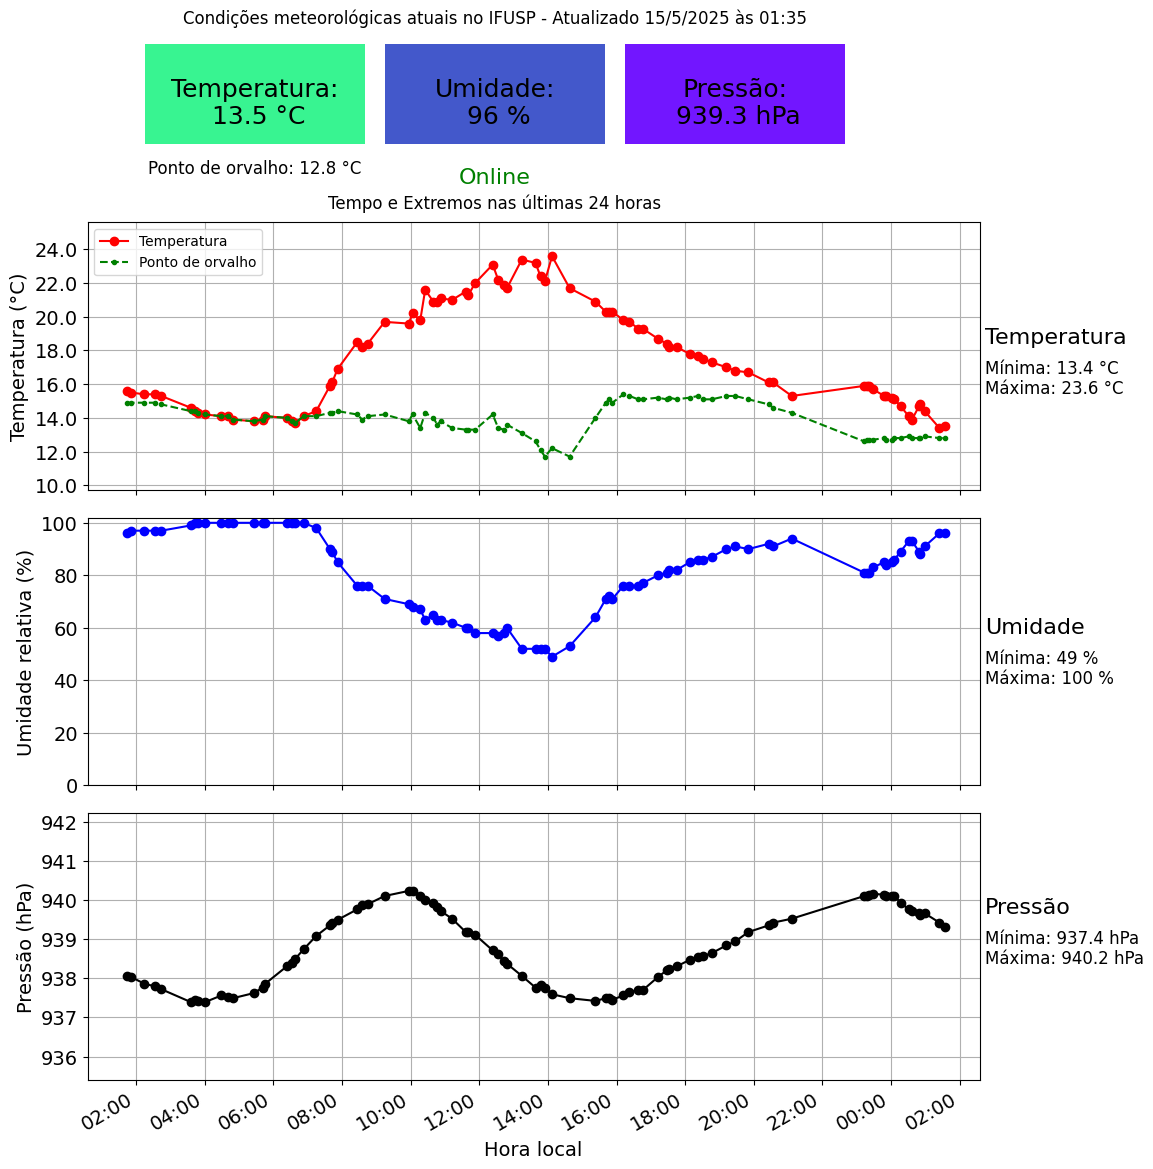 Condições meteorológicas atuais no IFUSP - Atualizado 15/5/2025 às 01:35
Temperatura:
13.5 °C
Umidade:
96 %
Pressão:
939.3 hPa
Ponto de orvalho: 12.8 °C
Online
Tempo e Extremos nas últimas 24 horas
Temperatura
Ponto de orvalho
Temperatura (°C)
24.0
22.0
20.0
18.0
16.0
14.0
12.0
10.0
Temperatura
Mínima: 13.4 °C
Máxima: 23.6 °C
Umidade relativa (%)
100
80
60
40
20
0
Umidade
Mínima: 49 %
Máxima: 100 %
Pressão (hPa)
942
941
940
939
938
937
936
Pressão
Mínima: 937.4 hPa
Máxima: 940.2 hPa
02:00
04:00
06:00
08:00
10:00
12:00
14:00
16:00
18:00
20:00
22:00
00:00
02:00
Hora local